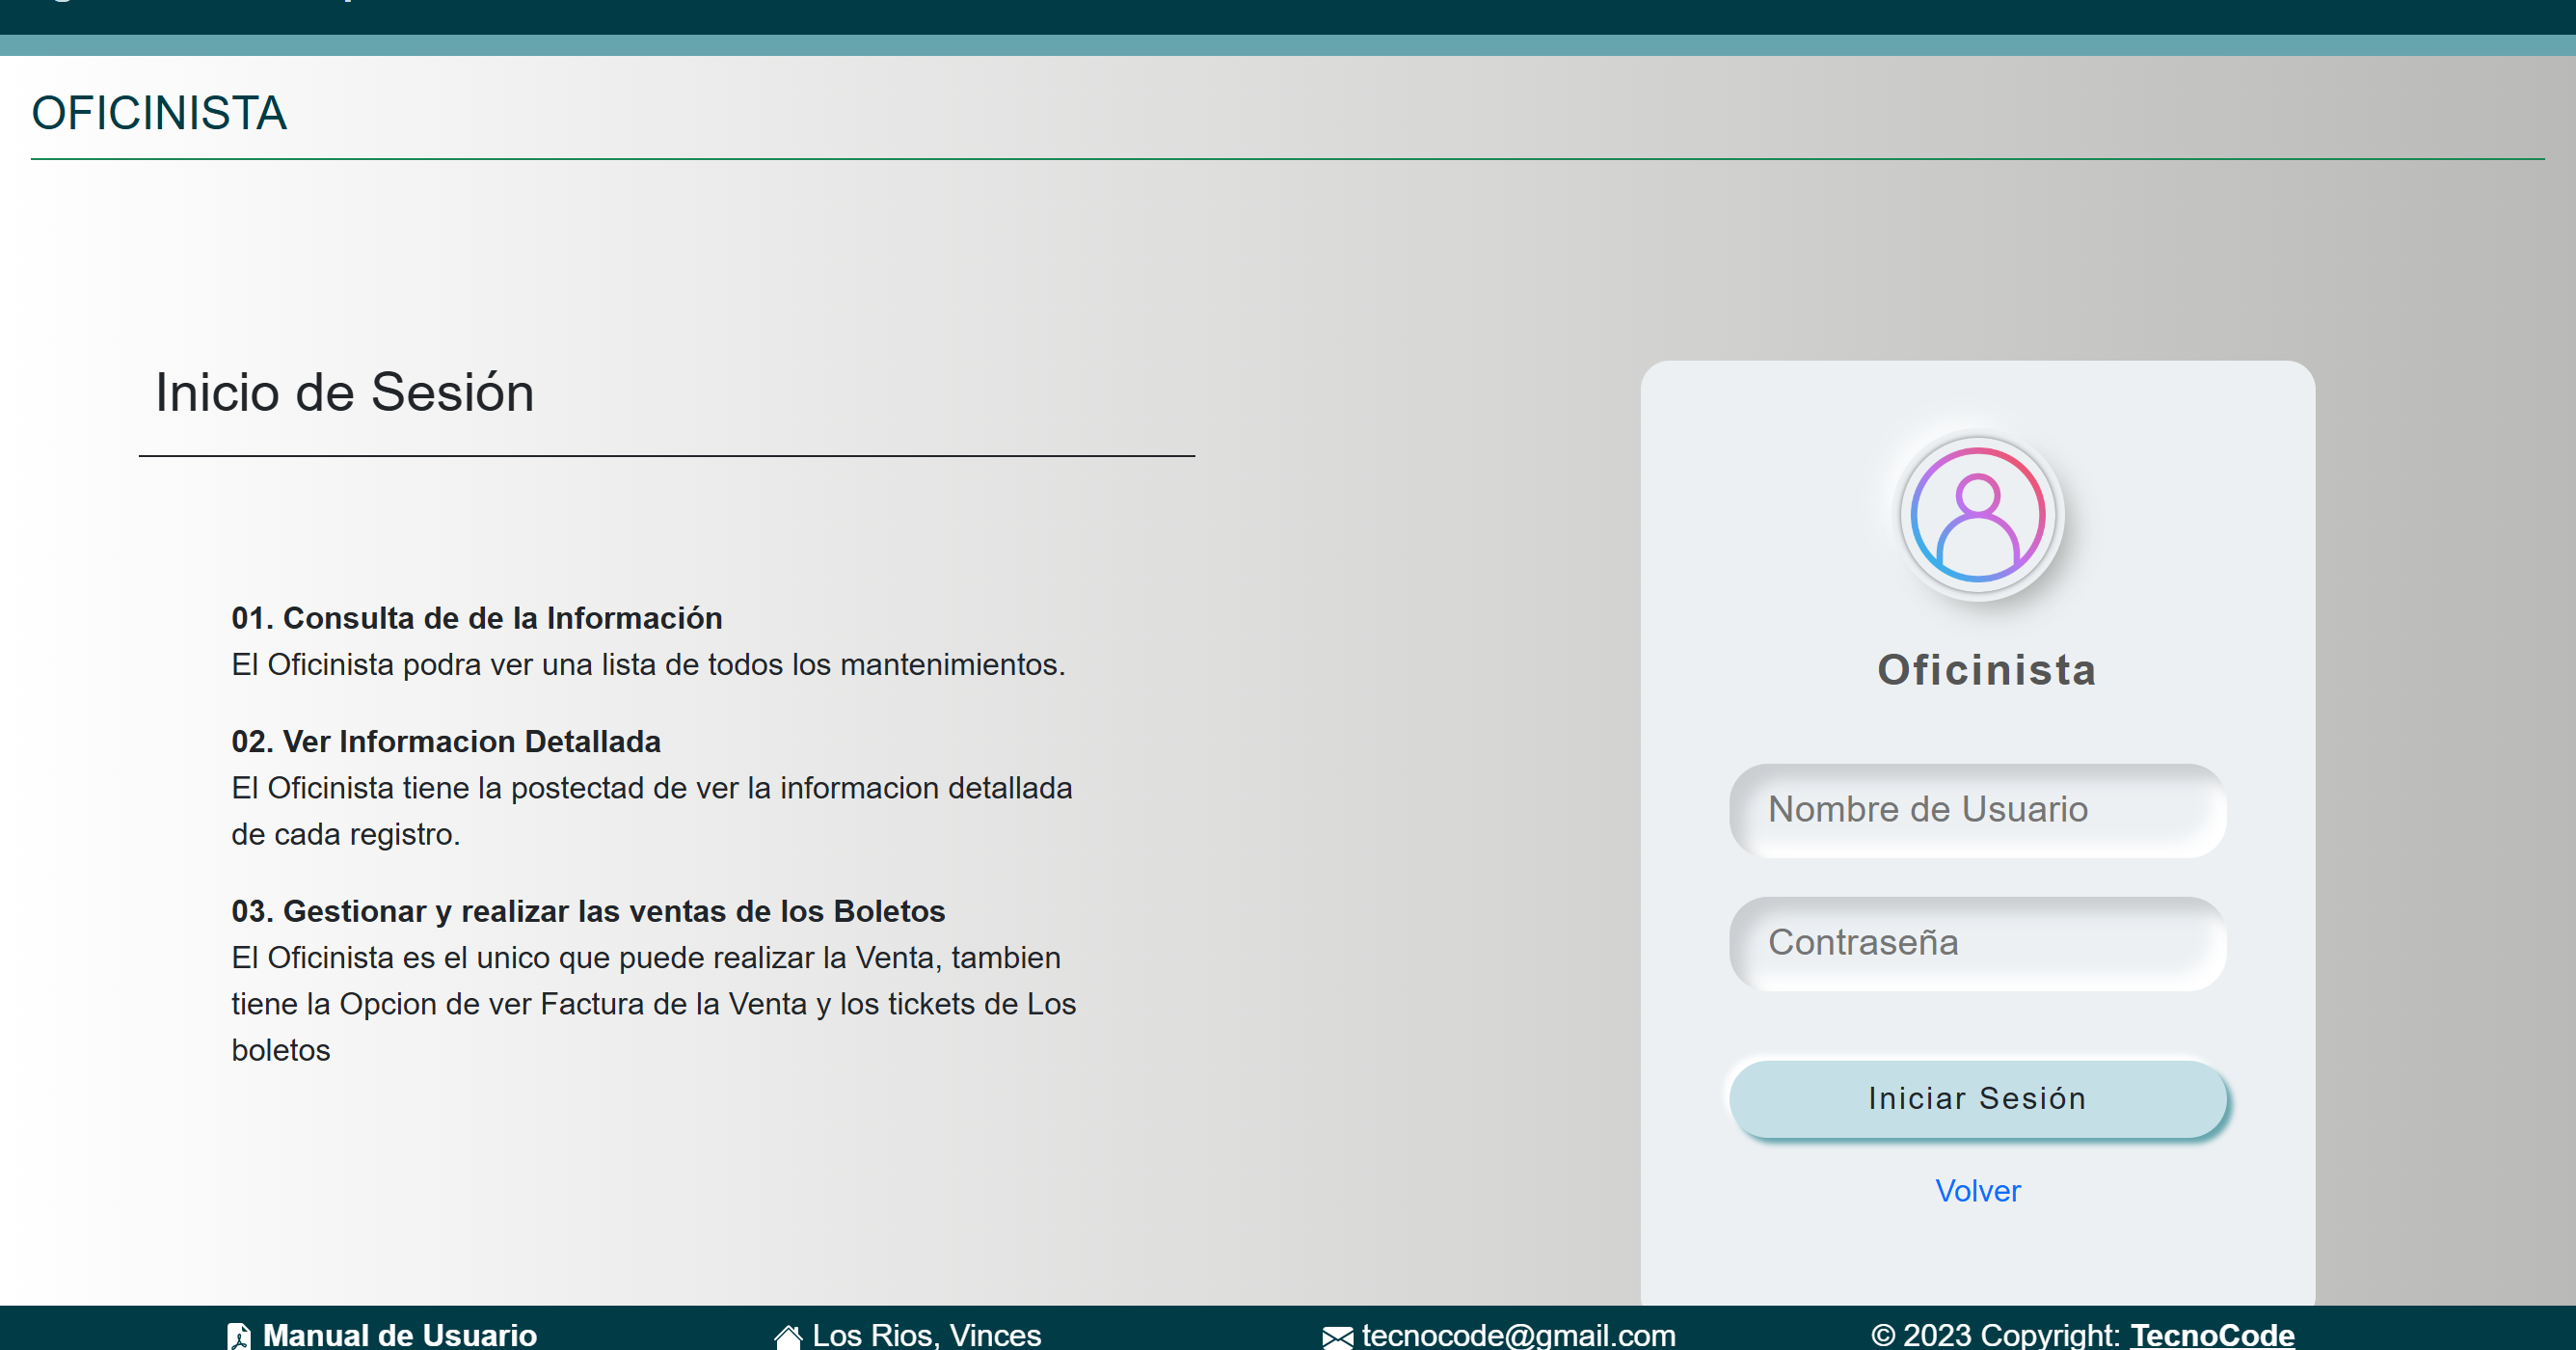 OFICINISTA
Inicio de Sesión
01. Consulta de de la Información
El Oficinista podra ver una lista de todos los mantenimientos.
02. Ver Informacion Detallada
El Oficinista tiene la postectad de ver la informacion detallada
de cada registro.
03. Gestionar y realizar las ventas de los Boletos
El Oficinista es el unico que puede realizar la Venta, tambien
tiene la Opcion de ver Factura de la Venta y los tickets de Los
boletos
Oficinista
Nombre de Usuario
Contraseña
Iniciar Sesión
Volver
Manual de Usuario
Los Rios, Vinces
tecnocode@gmail.com
© 2023 Copyright: TecnoCode